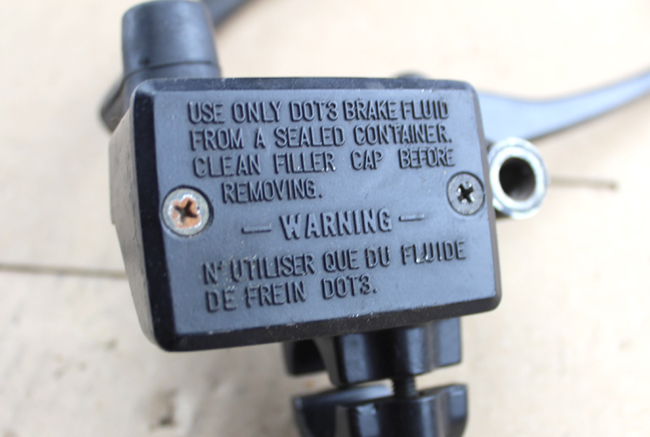 USE ONLY DOT3 BRAKE FLUID
FROM A SEALED CONTAINER.
CLEAN FILLER CAP BEFORE
REMOVING.
— WARNING —
N' UTILISER QUE DU FLUIDE
DE FREIN DOT3.